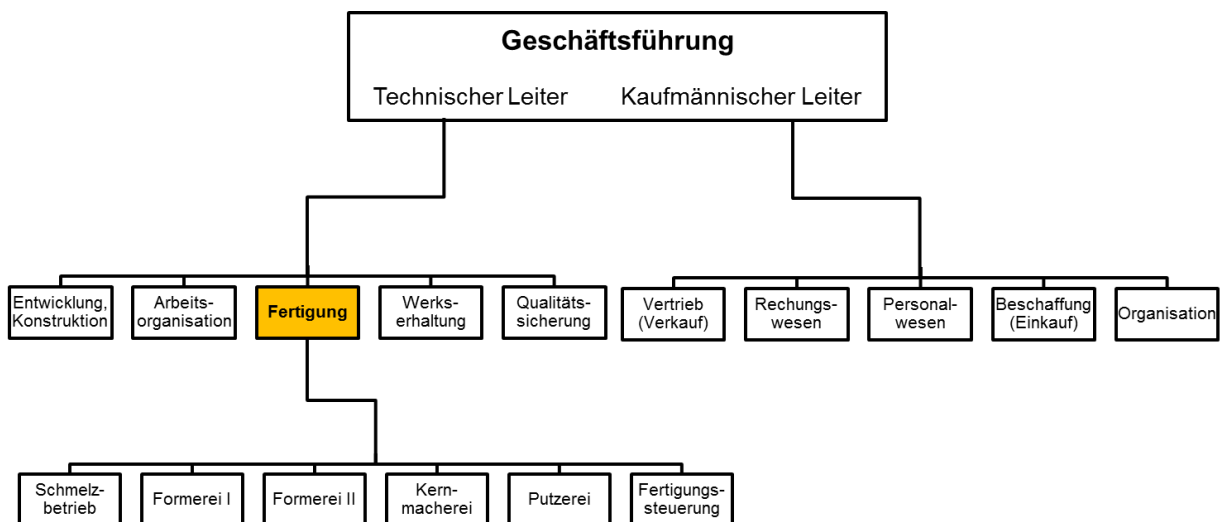 Geschäftsführung
Technischer Leiter
Kaufmännischer Leiter
Entwicklung,
Konstruktion
Arbeits-
organisation
Fertigung
Werks-
erhaltung
Qualitäts-
sicherung
Vertrieb
(Verkauf)
Rechungs-
wesen
Personal-
wesen
Beschaffung
(Einkauf)
Organisation
Schmelz-
betrieb
Formerei I
Formerei II
Kern-
macherei
Putzerei
Fertigungs-
steuerung